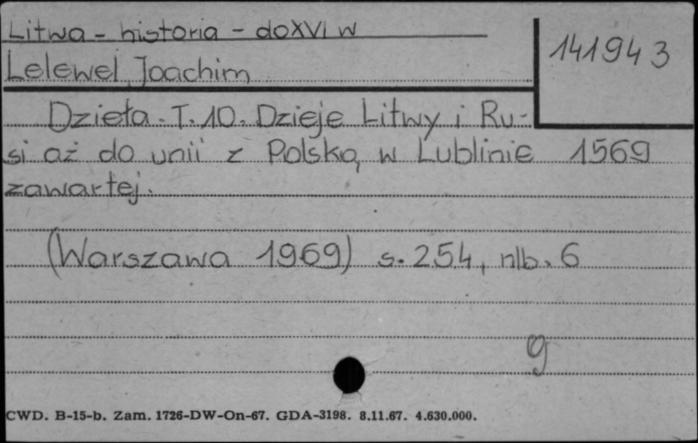 Litwa - historia - do XVI w
141943
Lelewel Joachim
Dzieła. T. 10. Dzieje Litwy i Ru-
si aż do unii z Polską w Lublinie 1569
zawartej.
(Warszawa 1969) s. 254, nlb. 6
g
CWD. B-15-b. Zam. 1726-DW-On-67. GDA-3198. 8.11.67. 4.630.000.